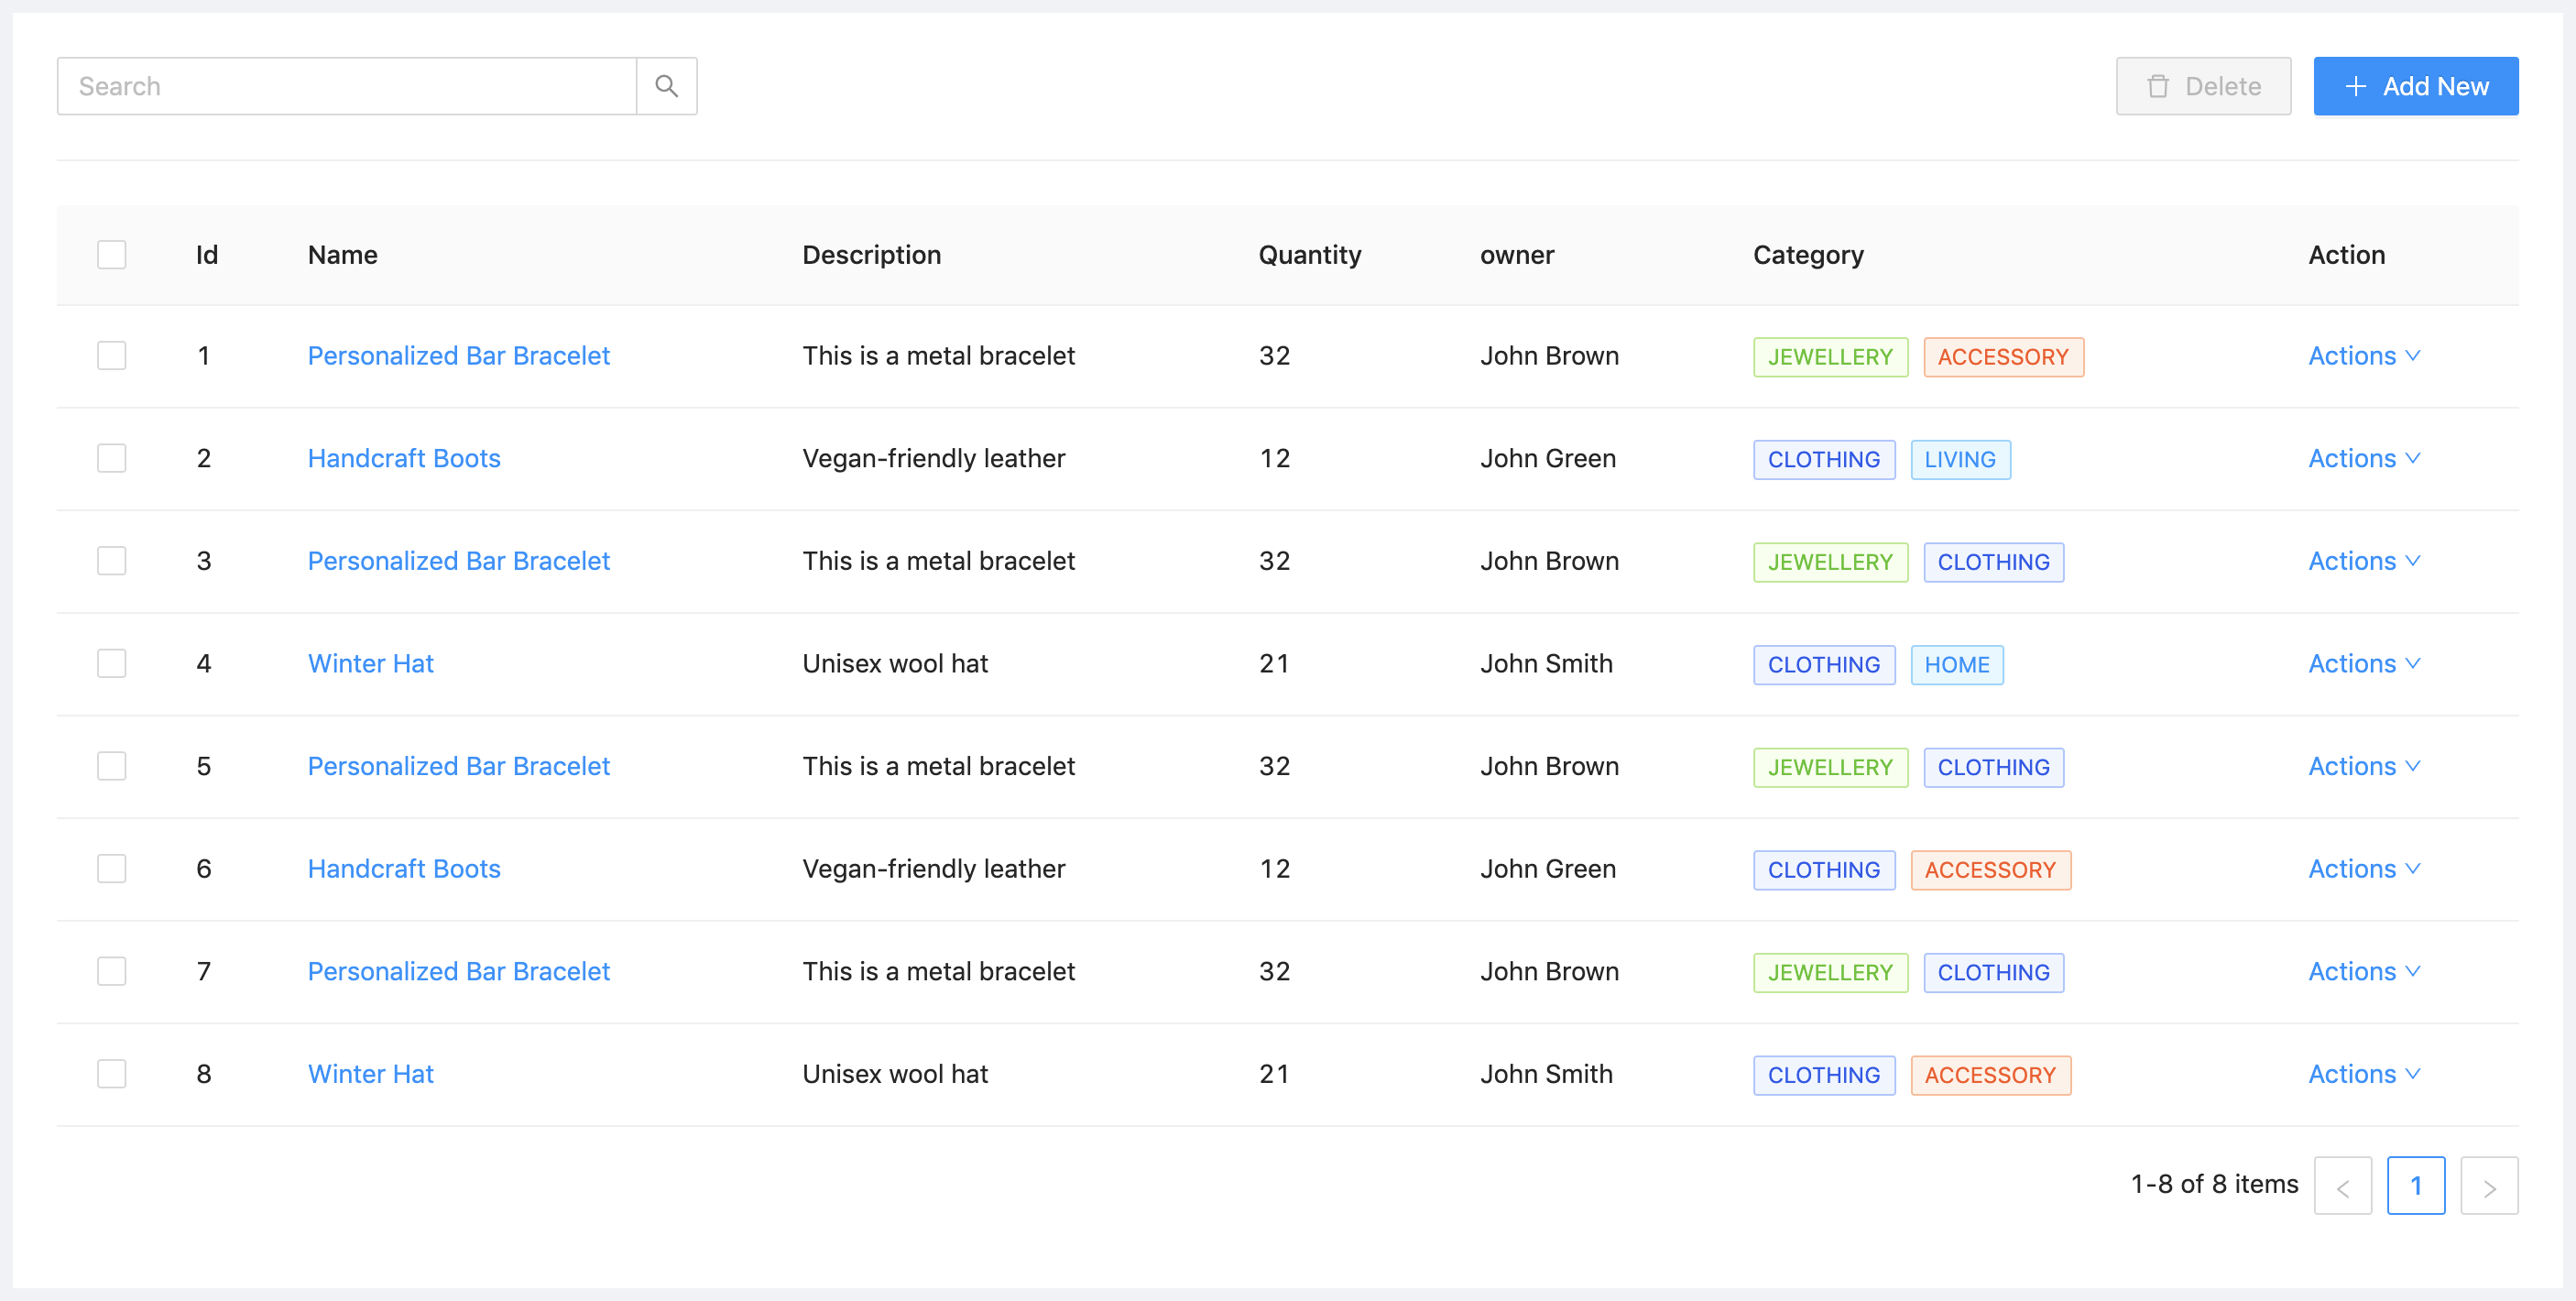 Search Delete Add New
Id Name Description Quantity owner Category Action
1 Personalized Bar Bracelet This is a metal bracelet 32 John Brown JEWELLERY ACCESSORY Actions
2 Handcraft Boots Vegan-friendly leather 12 John Green CLOTHING LIVING Actions
3 Personalized Bar Bracelet This is a metal bracelet 32 John Brown JEWELLERY CLOTHING Actions
4 Winter Hat Unisex wool hat 21 John Smith CLOTHING HOME Actions
5 Personalized Bar Bracelet This is a metal bracelet 32 John Brown JEWELLERY CLOTHING Actions
6 Handcraft Boots Vegan-friendly leather 12 John Green CLOTHING ACCESSORY Actions
7 Personalized Bar Bracelet This is a metal bracelet 32 John Brown JEWELLERY CLOTHING Actions
8 Winter Hat Unisex wool hat 21 John Smith CLOTHING ACCESSORY Actions
1-8 of 8 items 1